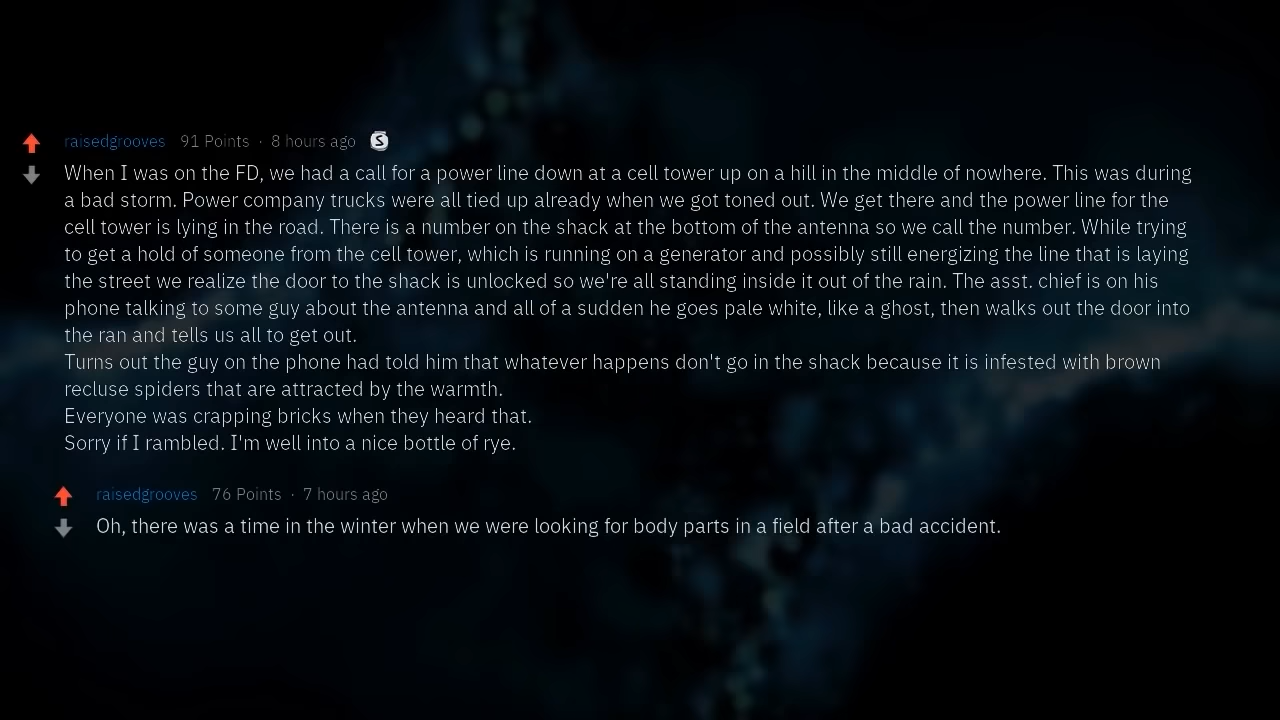 raisedgrooves 91 Points · 8 hours ago S
When I was on the FD, we had a call for a power line down at a cell tower up on a hill in the middle of nowhere. This was during
a bad storm. Power company trucks were all tied up already when we got toned out. We get there and the power line for the
cell tower is lying in the road. There is a number on the shack at the bottom of the antenna so we call the number. While trying
to get a hold of someone from the cell tower, which is running on a generator and possibly still energizing the line that is laying
the street we realize the door to the shack is unlocked so we're all standing inside it out of the rain. The asst. chief is on his
phone talking to some guy about the antenna and all of a sudden he goes pale white, like a ghost, then walks out the door into
the ran and tells us all to get out.
Turns out the guy on the phone had told him that whatever happens don't go in the shack because it is infested with brown
recluse spiders that are attracted by the warmth.
Everyone was crapping bricks when they heard that.
Sorry if I rambled. I'm well into a nice bottle of rye.
raisedgrooves 76 Points · 7 hours ago
Oh, there was a time in the winter when we were looking for body parts in a field after a bad accident.